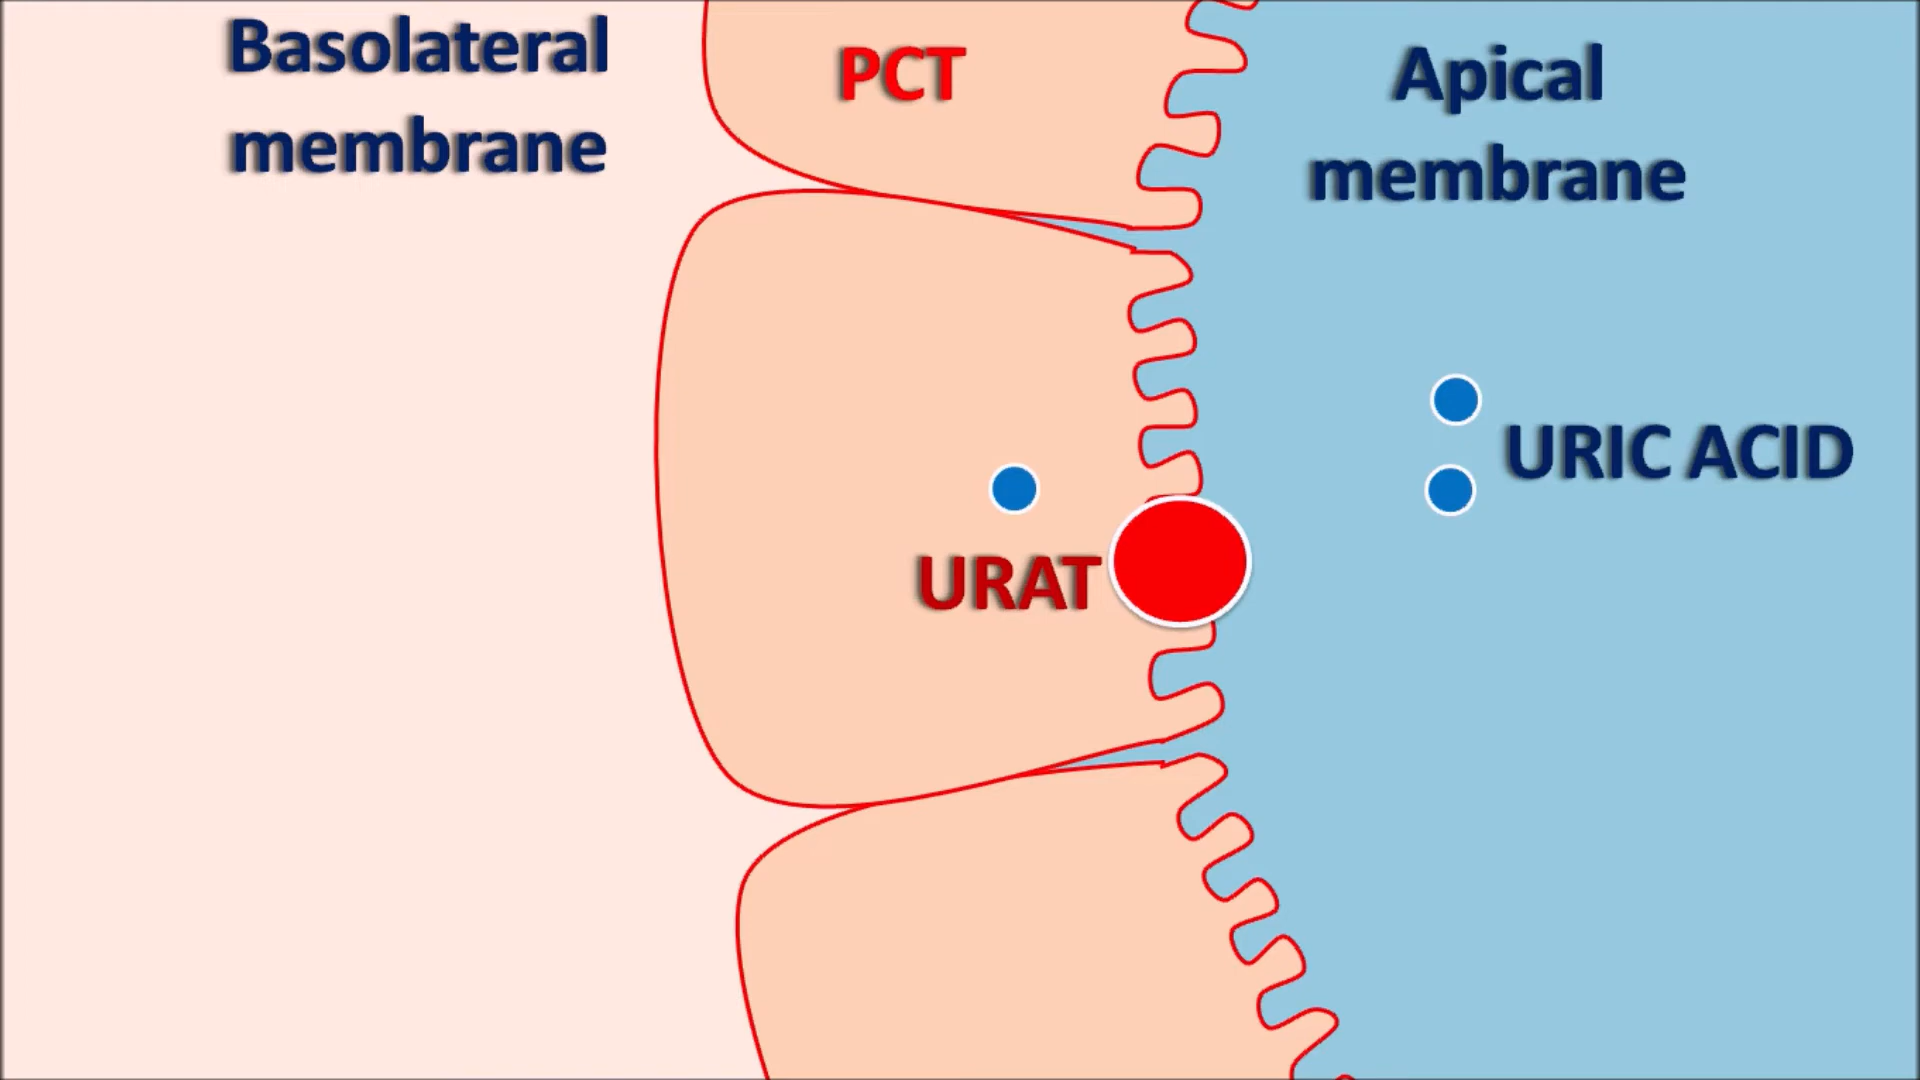 Basolateral
membrane
PCT
Apical
membrane
URIC ACID
URAT